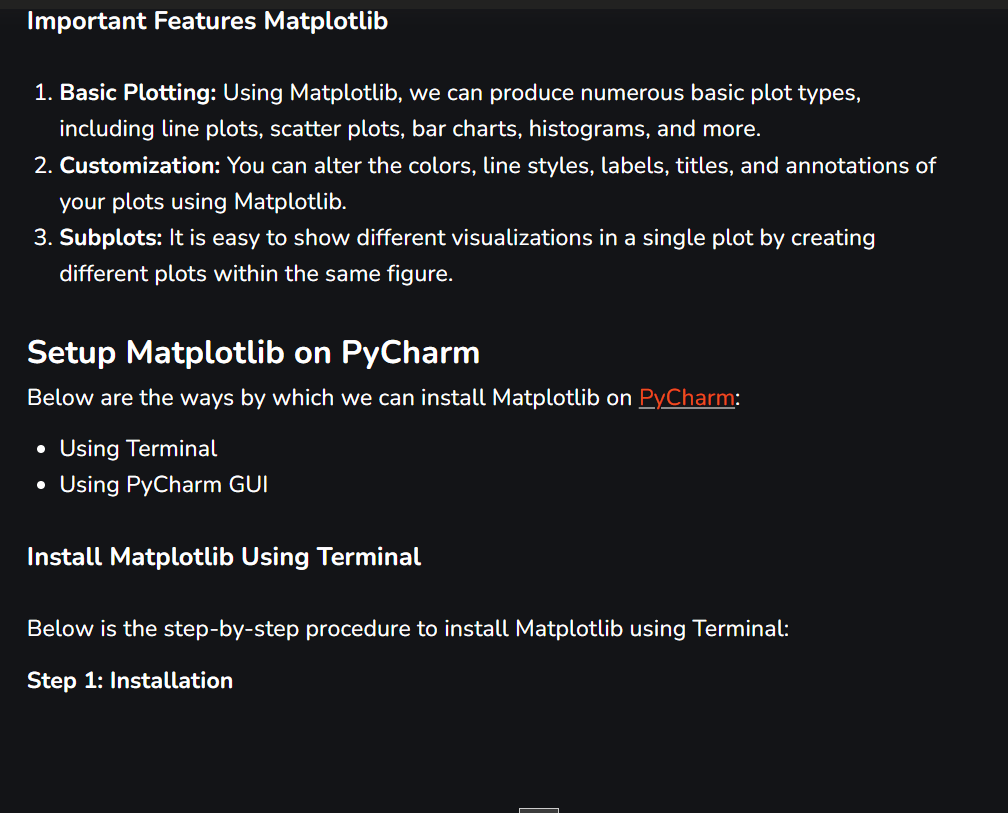 Important Features Matplotlib
1. Basic Plotting: Using Matplotlib, we can produce numerous basic plot types,
including line plots, scatter plots, bar charts, histograms, and more.
2. Customization: You can alter the colors, line styles, labels, titles, and annotations of
your plots using Matplotlib.
3. Subplots: It is easy to show different visualizations in a single plot by creating
different plots within the same figure.
Setup Matplotlib on PyCharm
Below are the ways by which we can install Matplotlib on PyCharm:
• Using Terminal
• Using PyCharm GUI
Install Matplotlib Using Terminal
Below is the step-by-step procedure to install Matplotlib using Terminal:
Step 1: Installation